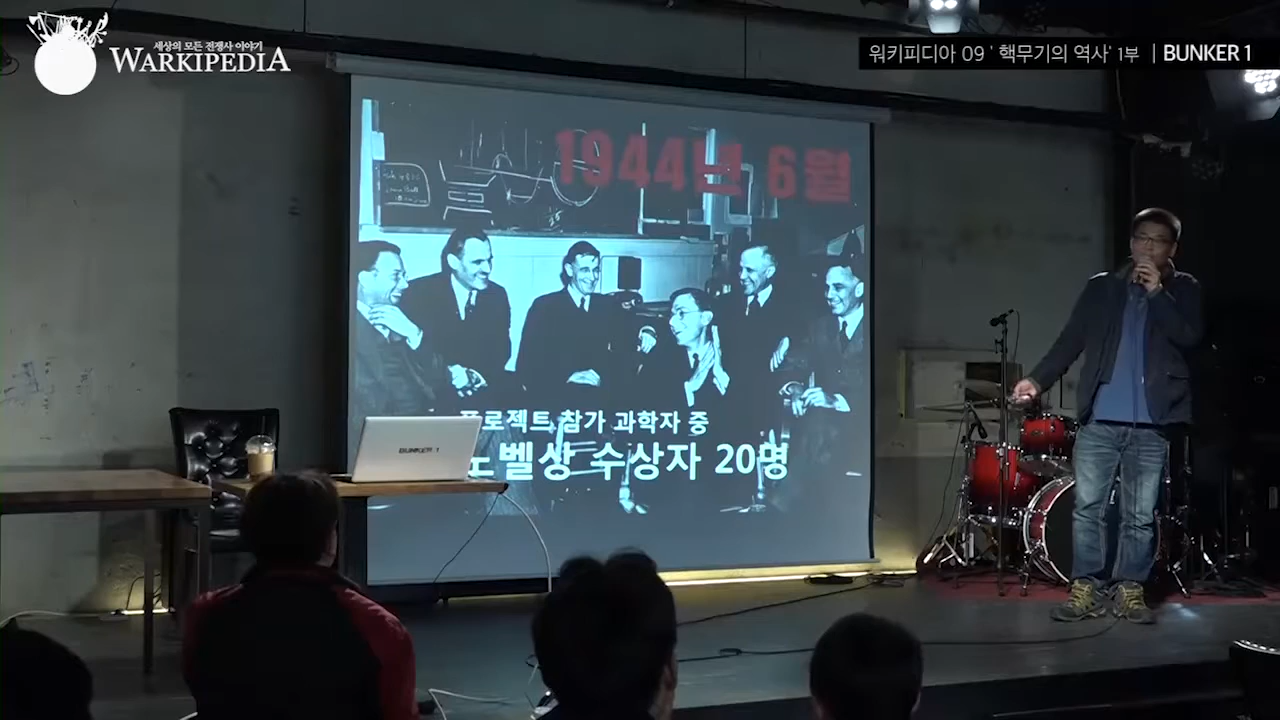 세상의 모든 전쟁사 이야기
WARKIPEDIA
워키피디아 09 ' 핵무기의 역사' 1부 | BUNKER 1
1944년 6월
프로젝트 참가 과학자 중
노벨상 수상자 20명
BUNKER 1